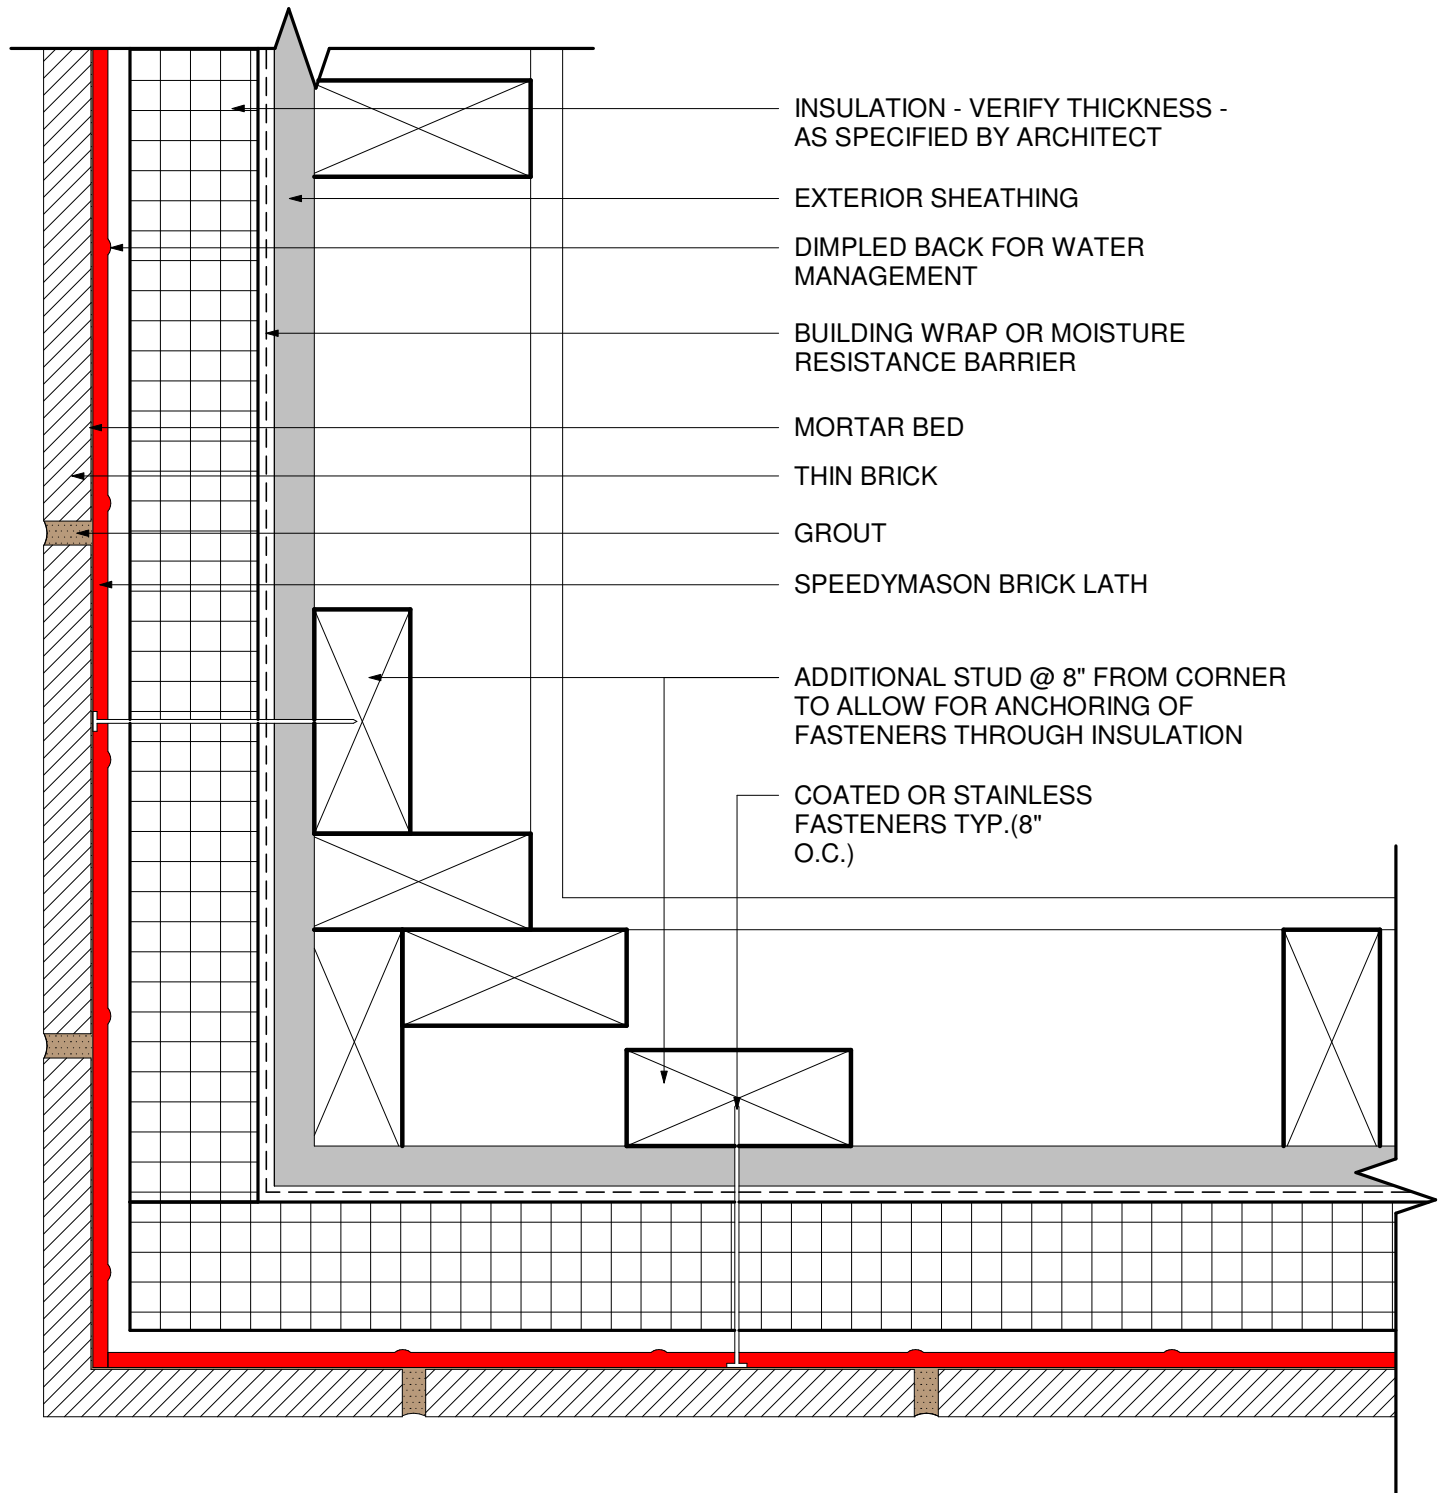 INSULATION - VERIFY THICKNESS -
AS SPECIFIED BY ARCHITECT
EXTERIOR SHEATHING
DIMPLED BACK FOR WATER
MANAGEMENT
BUILDING WRAP OR MOISTURE
RESISTANCE BARRIER
MORTAR BED
THIN BRICK
GROUT
SPEEDYMASON BRICK LATH
ADDITIONAL STUD @ 8" FROM CORNER
TO ALLOW FOR ANCHORING OF
FASTENERS THROUGH INSULATION
COATED OR STAINLESS
FASTENERS TYP.(8"
O.C.)